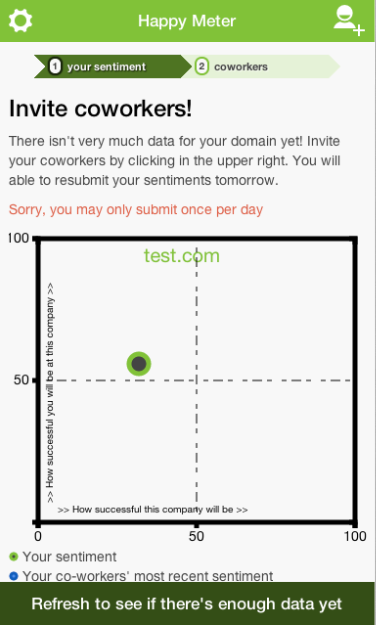 Happy Meter
1 your sentiment 2 coworkers
Invite coworkers!
There isn't very much data for your domain yet! Invite
your coworkers by clicking in the upper right. You will
able to resubmit your sentiments tomorrow.
Sorry, you may only submit once per day
100
test.com
>> How successful you will be at this company >>
50
>> How successful this company will be >>
0 50 100
Your sentiment
Your co-workers' most recent sentiment
Refresh to see if there's enough data yet